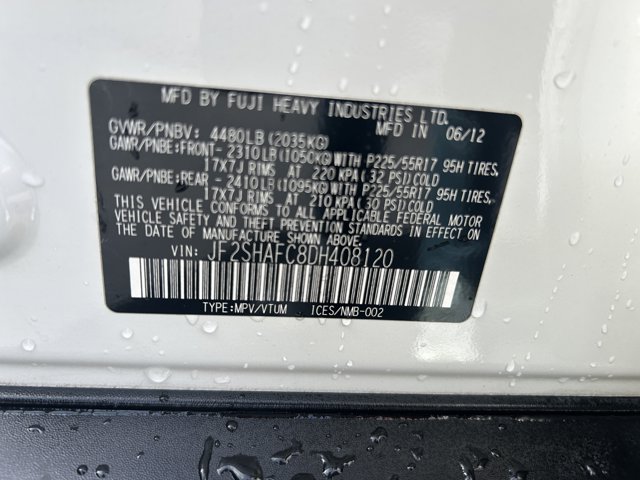 MFD BY FUJI HEAVY INDUSTRIES LTD.
MFD IN 06/12
GVWR/PNBV: 4480LB (2035KG)
GAWR/PNBE:FRONT- 2310LB(1050KG)WITH P225/55R17 95H TIRES,
17X7J RIMS AT 220 KPA(32 PSI)COLD
GAWR/PNBE:REAR - 2410LB(1095KG)WITH P225/55R17 95H TIRES,
17X7J RIMS AT 210 KPA(30 PSI)COLD
THIS VEHICLE CONFORMS TO ALL APPLICABLE FEDERAL MOTOR
VEHICLE SAFETY AND THEFT PREVENTION STANDARDS IN EFFECT ON
THE DATE OF MANUFACTURE SHOWN ABOVE.
VIN: JF2SHAFC8DH408120
TYPE:MPV/VTUM ICES/NMB-002